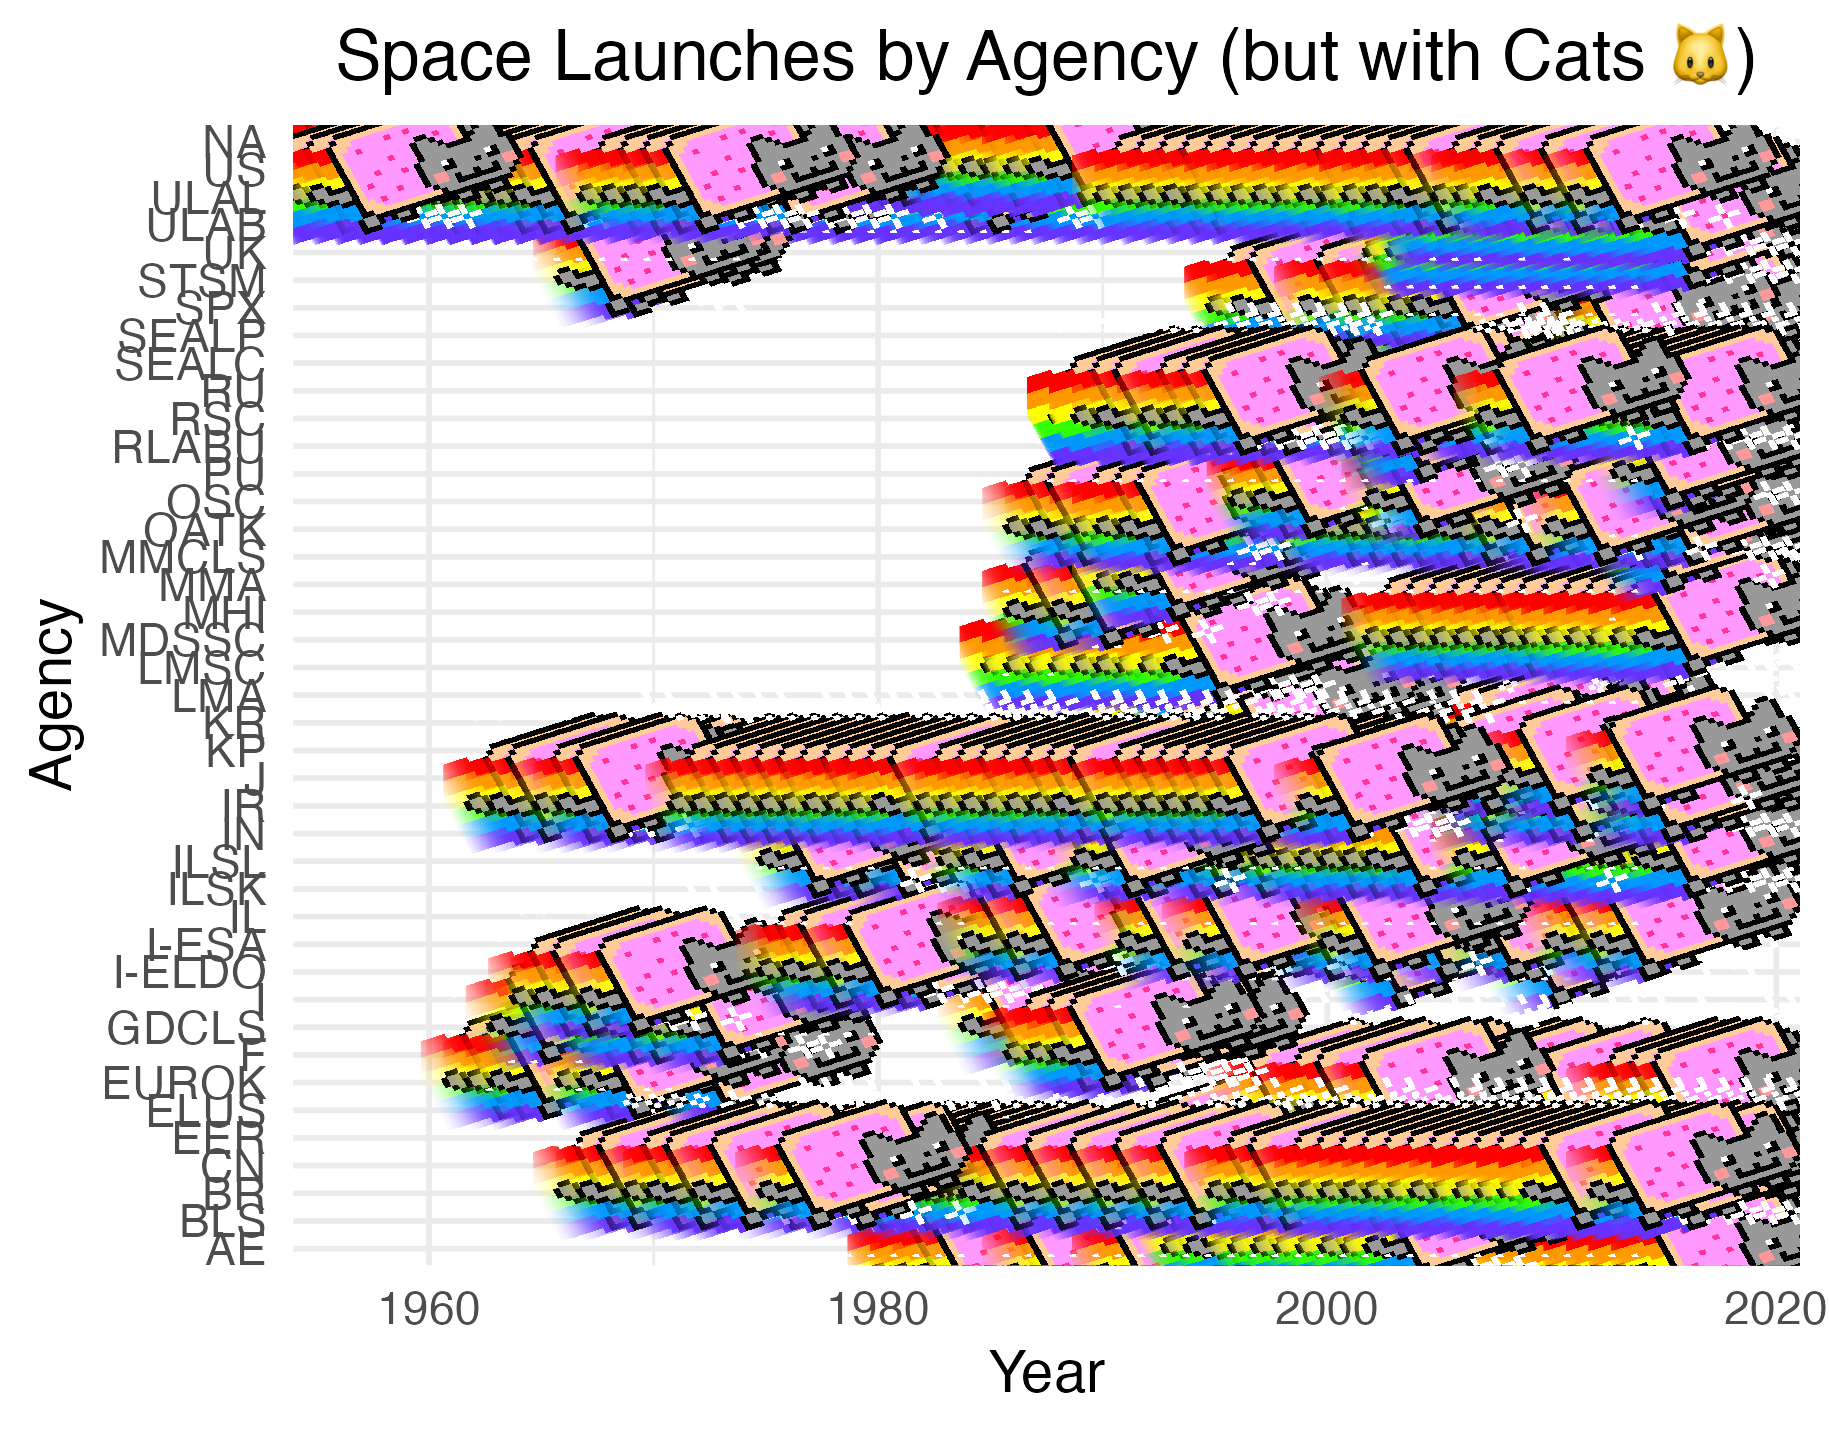 Space Launches by Agency (but with Cats 🐱)
Agency
NA
US
ULAL
ULAB
UK
STSM
SPX
SEALP
SEALC
RU
RSC
RLABU
PU
OSC
OATK
MMCLS
MMA
MHI
MDSSC
LMSC
LMA
KR
KP
J
IR
IN
ILSL
ILSK
IL
I-ESA
I-ELDO
I
GDCLS
F
EUROK
ELUS
EER
CN
BR
BLS
AE
1960 1980 2000 2020
Year